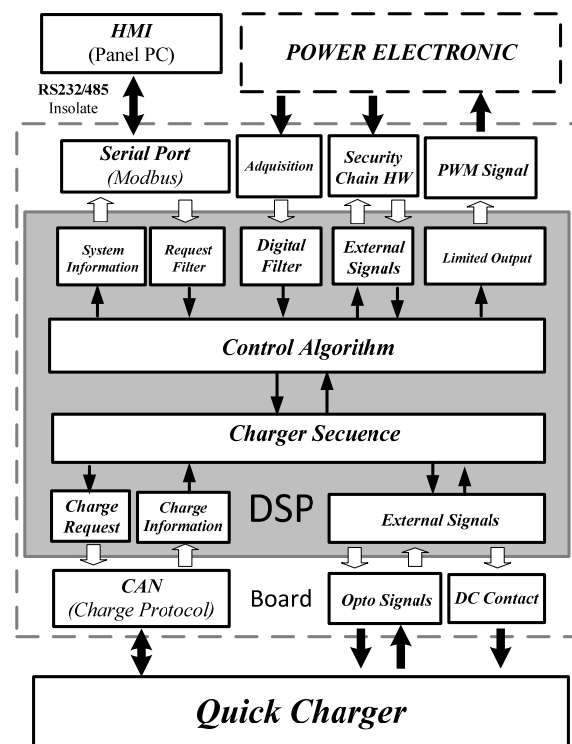 HMI
(Panel PC)
POWER ELECTRONIC
RS232/485
Insolate
Serial Port
(Modbus)
Adquisition
Security
Chain HW
PWM Signal
System
Information
Request
Filter
Digital
Filter
External
Signals
Limited Output
Control Algorithm
Charger Secuence
Charge
Request
Charge
Information
DSP
External Signals
CAN
(Charge Protocol)
Board
Opto Signals
DC Contact
Quick Charger